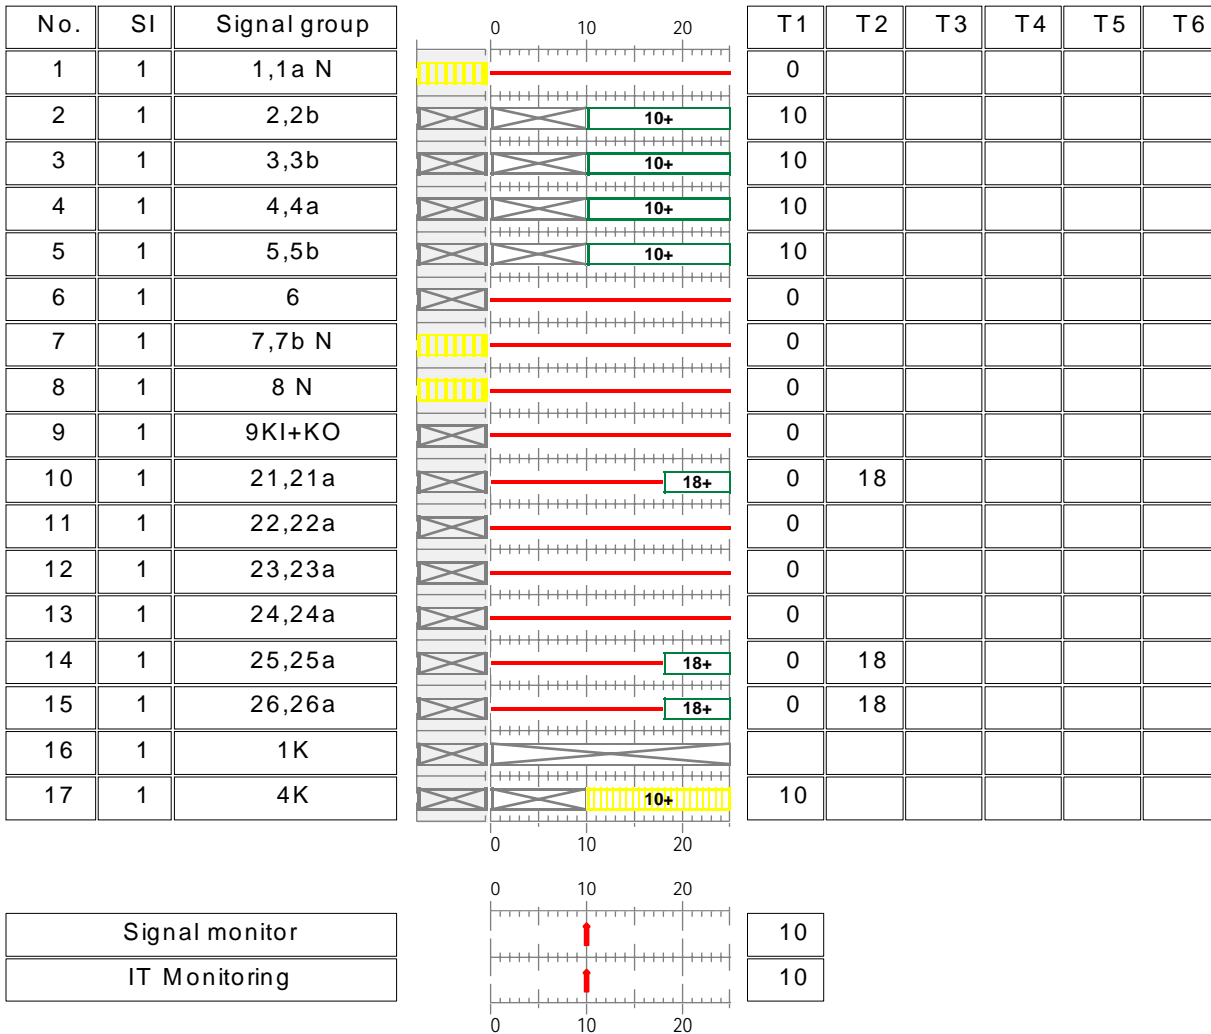 No. SI Signal group 0 10 20 T1 T2 T3 T4 T5 T6
1 1 1,1a N 0
2 1 2,2b 10+ 10
3 1 3,3b 10+ 10
4 1 4,4a 10+ 10
5 1 5,5b 10+ 10
6 1 6 0
7 1 7,7b N 0
8 1 8 N 0
9 1 9KI+KO 0
10 1 21,21a 18+ 0 18
11 1 22,22a 0
12 1 23,23a 0
13 1 24,24a 0
14 1 25,25a 18+ 0 18
15 1 26,26a 18+ 0 18
16 1 1K
17 1 4K 10+ 10
0 10 20
0 10 20
Signal monitor 10
IT Monitoring 10
0 10 20